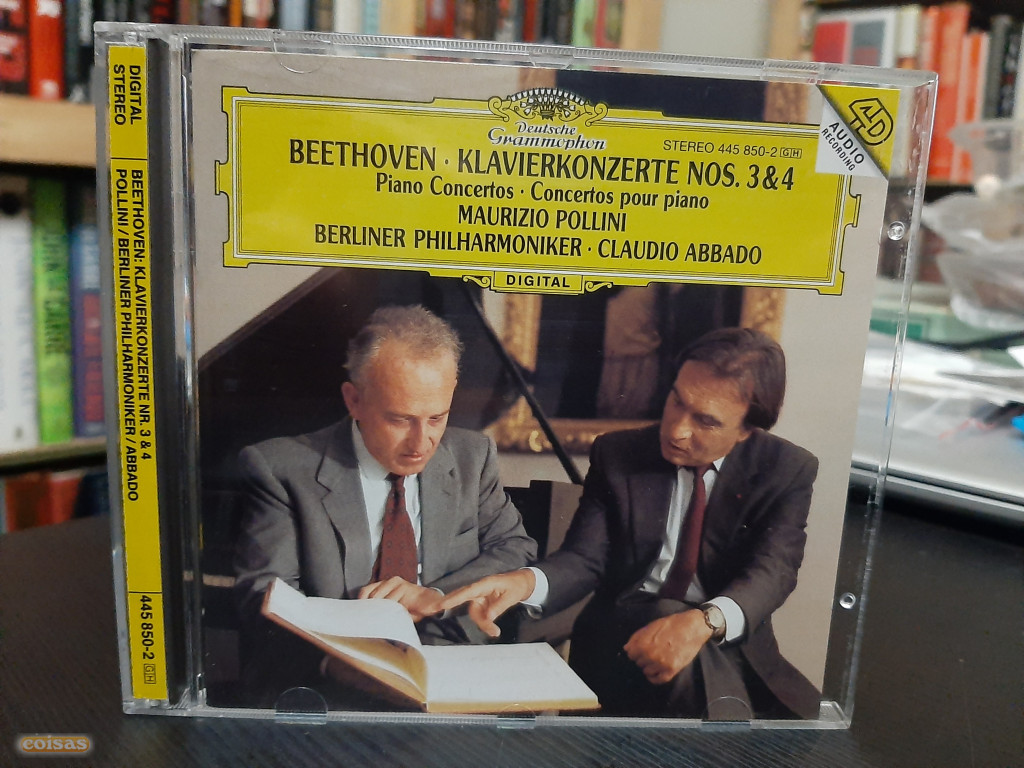 DIGITAL
STEREO
BEETHOVEN: KLAVIERKONZERTE NR. 3 & 4
POLLINI / BERLINER PHILHARMONIKER / ABBADO
445 850-2 GH
Deutsche
Grammophon
STEREO 445 850-2 GH
4D
AUDIO
RECORDING
BEETHOVEN · KLAVIERKONZERTE NOS. 3 & 4
Piano Concertos · Concertos pour piano
MAURIZIO POLLINI
BERLINER PHILHARMONIKER · CLAUDIO ABBADO
DIGITAL
coisas